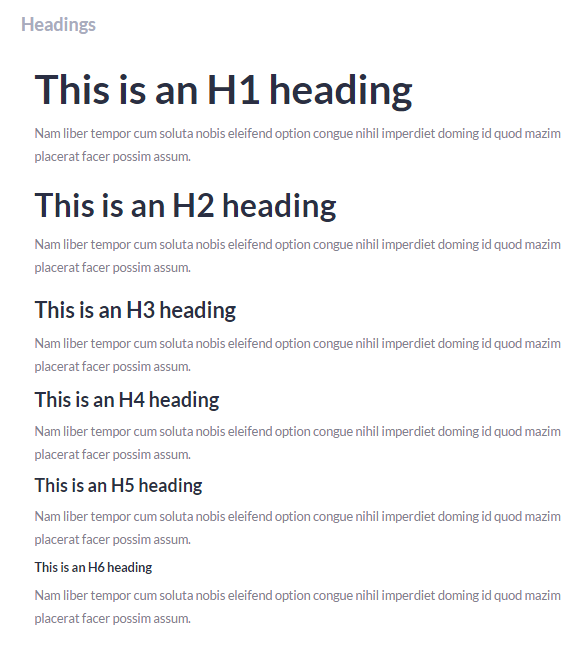 Headings
This is an H1 heading
Nam liber tempor cum soluta nobis eleifend option congue nihil imperdiet doming id quod mazim
placerat facer possim assum.
This is an H2 heading
Nam liber tempor cum soluta nobis eleifend option congue nihil imperdiet doming id quod mazim
placerat facer possim assum.
This is an H3 heading
Nam liber tempor cum soluta nobis eleifend option congue nihil imperdiet doming id quod mazim
placerat facer possim assum.
This is an H4 heading
Nam liber tempor cum soluta nobis eleifend option congue nihil imperdiet doming id quod mazim
placerat facer possim assum.
This is an H5 heading
Nam liber tempor cum soluta nobis eleifend option congue nihil imperdiet doming id quod mazim
placerat facer possim assum.
This is an H6 heading
Nam liber tempor cum soluta nobis eleifend option congue nihil imperdiet doming id quod mazim
placerat facer possim assum.